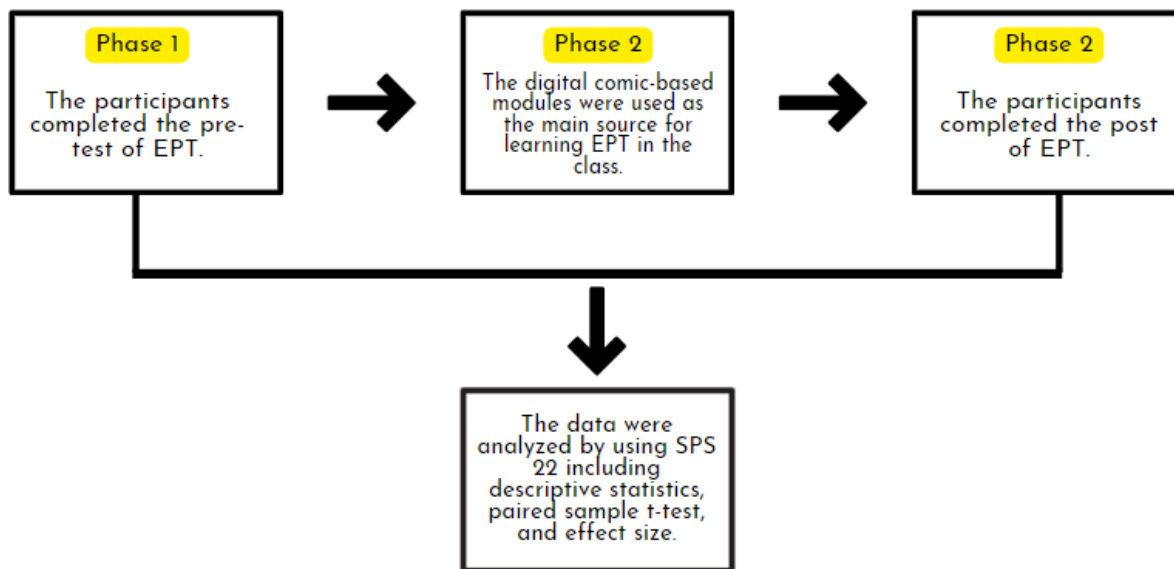 Phase 1
The participants
completed the pre-
test of EPT.
Phase 2
The digital comic-based
modules were used as
the main source for
learning EPT in the
class.
Phase 2
The participants
completed the post
of EPT.
The data were
analyzed by using SPS
22 including
descriptive statistics,
paired sample t-test,
and effect size.